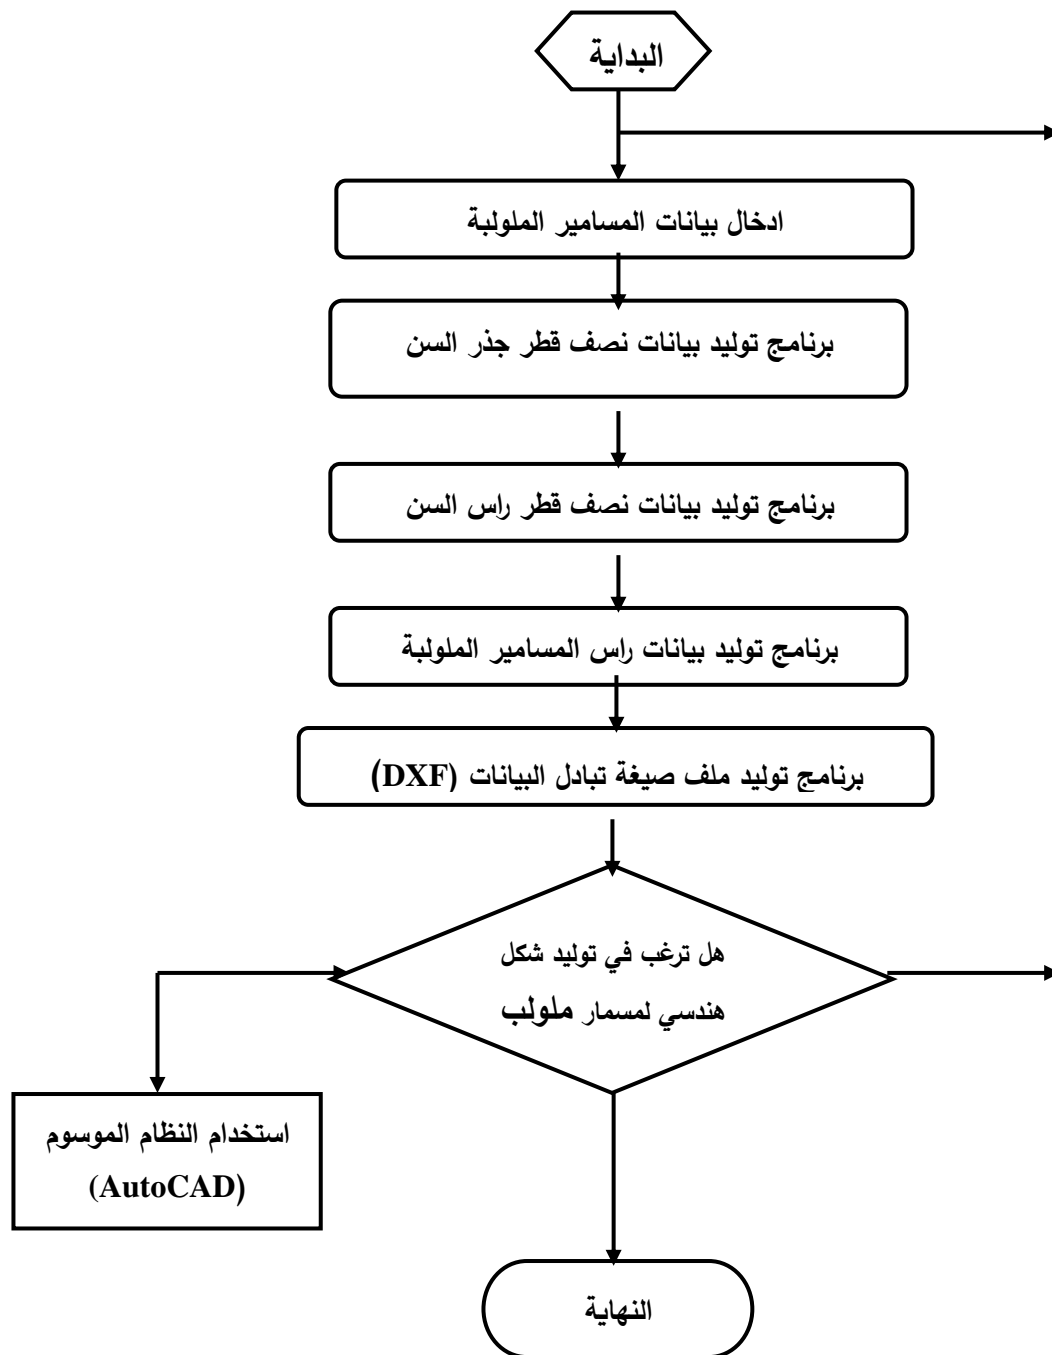 البداية
ادخال بيانات المسامير الملولبة
برنامج توليد بيانات نصف قطر جذر السن
برنامج توليد بيانات نصف قطر راس السن
برنامج توليد بيانات راس المسامير الملولبة
برنامج توليد ملف صيغة تبادل البيانات (DXF)
هل ترغب في توليد شكل
هندسي لمسمار ملولب
استخدام النظام الموسوم
(AutoCAD)
النهاية